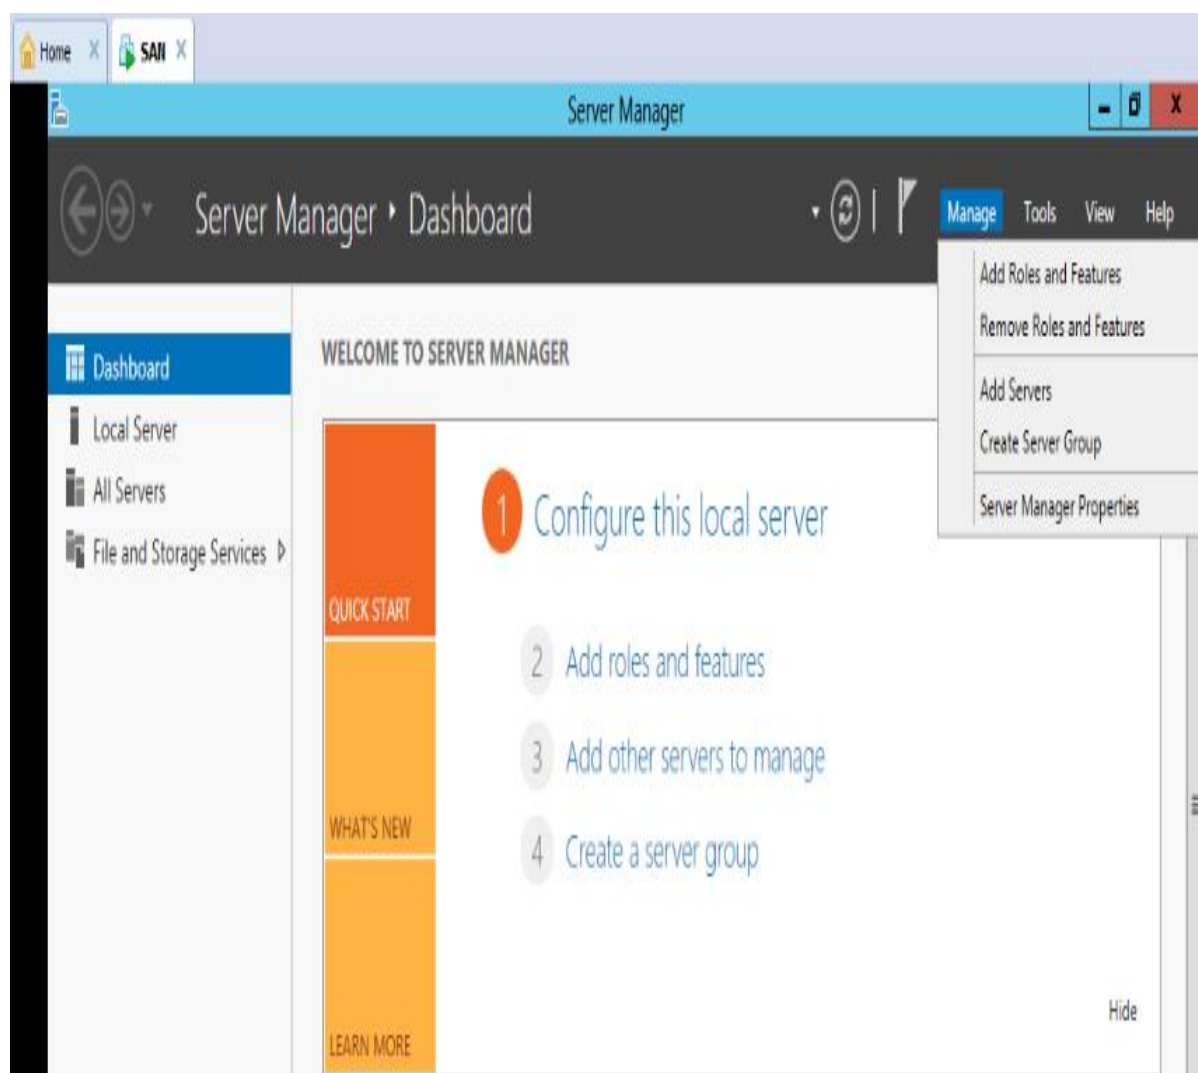 Home X SAN X
Server Manager
Server Manager • Dashboard
Manage Tools View Help
Add Roles and Features
Remove Roles and Features
Add Servers
Create Server Group
Server Manager Properties
Dashboard
Local Server
All Servers
File and Storage Services
WELCOME TO SERVER MANAGER
1 Configure this local server
QUICK START
2 Add roles and features
3 Add other servers to manage
WHAT'S NEW
4 Create a server group
Hide
LEARN MORE